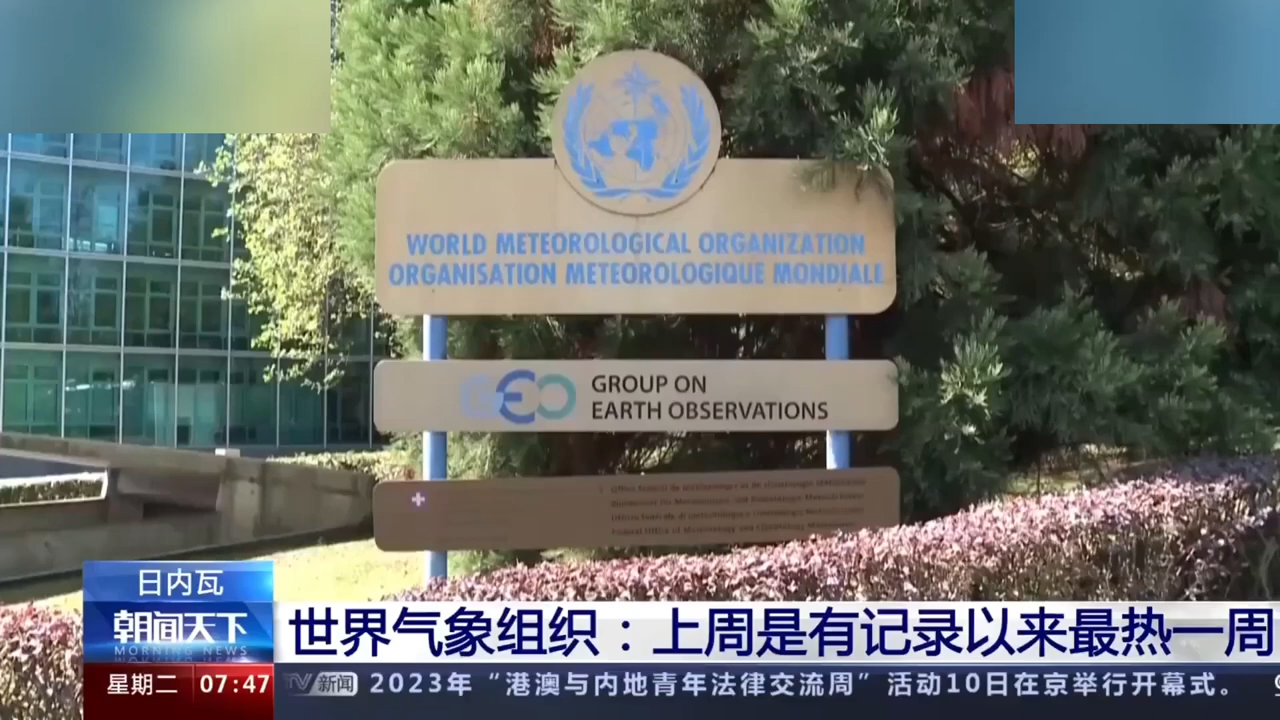 WORLD METEOROLOGICAL ORGANIZATION
ORGANISATION METEOROLOGIQUE MONDIALE
GEO
GROUP ON
EARTH OBSERVATIONS
日内瓦
朝闻天下
MORNING NEWS
世界气象组织：上周是有记录以来最热一周
星期二 07:47
TV 新闻
2023年“港澳与内地青年法律交流周”活动10日在京举行开幕式。